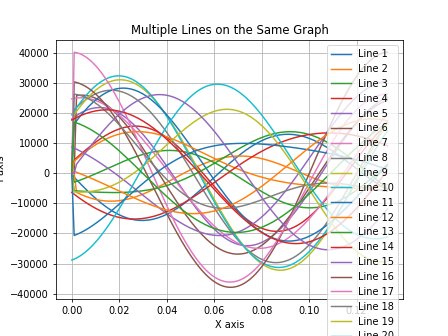 Multiple Lines on the Same Graph
40000
30000
20000
10000
0
−10000
−20000
−30000
−40000
0.00 0.02 0.04 0.06 0.08 0.10
X axis
Line 1
Line 2
Line 3
Line 4
Line 5
Line 6
Line 7
Line 8
Line 9
Line 10
Line 11
Line 12
Line 13
Line 14
Line 15
Line 16
Line 17
Line 18
Line 19
Line 20